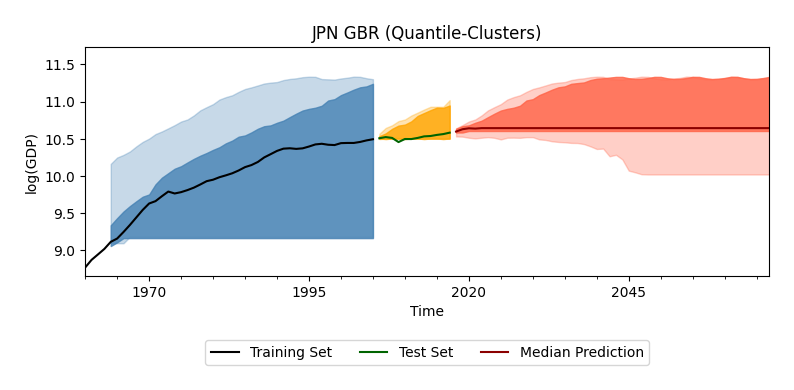 JPN GBR (Quantile-Clusters)
log(GDP)
11.5
11.0
10.5
10.0
9.5
9.0
1970 1995 2020 2045
Time
Training Set Test Set Median Prediction